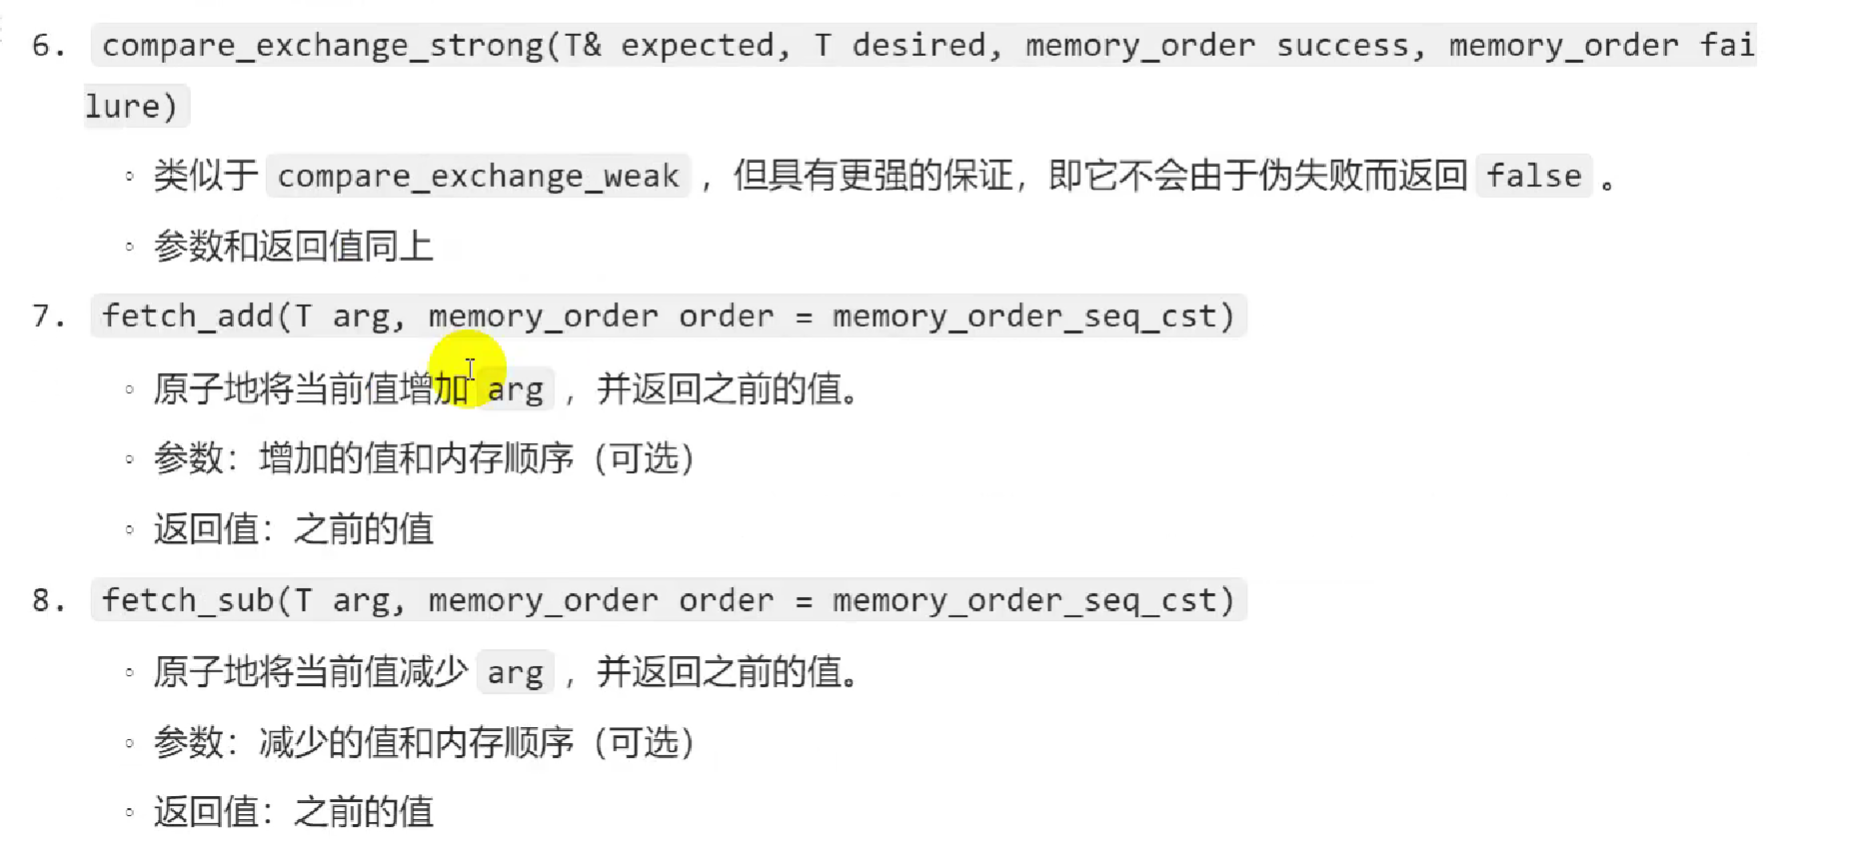 6. compare_exchange_strong(T& expected, T desired, memory_order success, memory_order fai
lure)
◦ 类似于 compare_exchange_weak ，但具有更强的保证，即它不会由于伪失败而返回 false 。
◦ 参数和返回值同上
7. fetch_add(T arg, memory_order order = memory_order_seq_cst)
◦ 原子地将当前值增加 arg ，并返回之前的值。
◦ 参数：增加的值和内存顺序（可选）
◦ 返回值：之前的值
8. fetch_sub(T arg, memory_order order = memory_order_seq_cst)
◦ 原子地将当前值减少 arg ，并返回之前的值。
◦ 参数：减少的值和内存顺序（可选）
◦ 返回值：之前的值